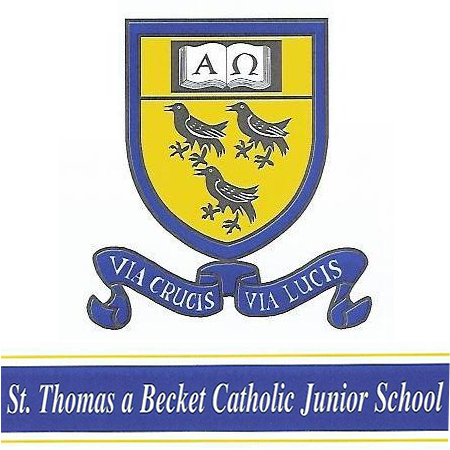 Α Ω
VIA CRUCIS VIA LUCIS
St. Thomas a Becket Catholic Junior School